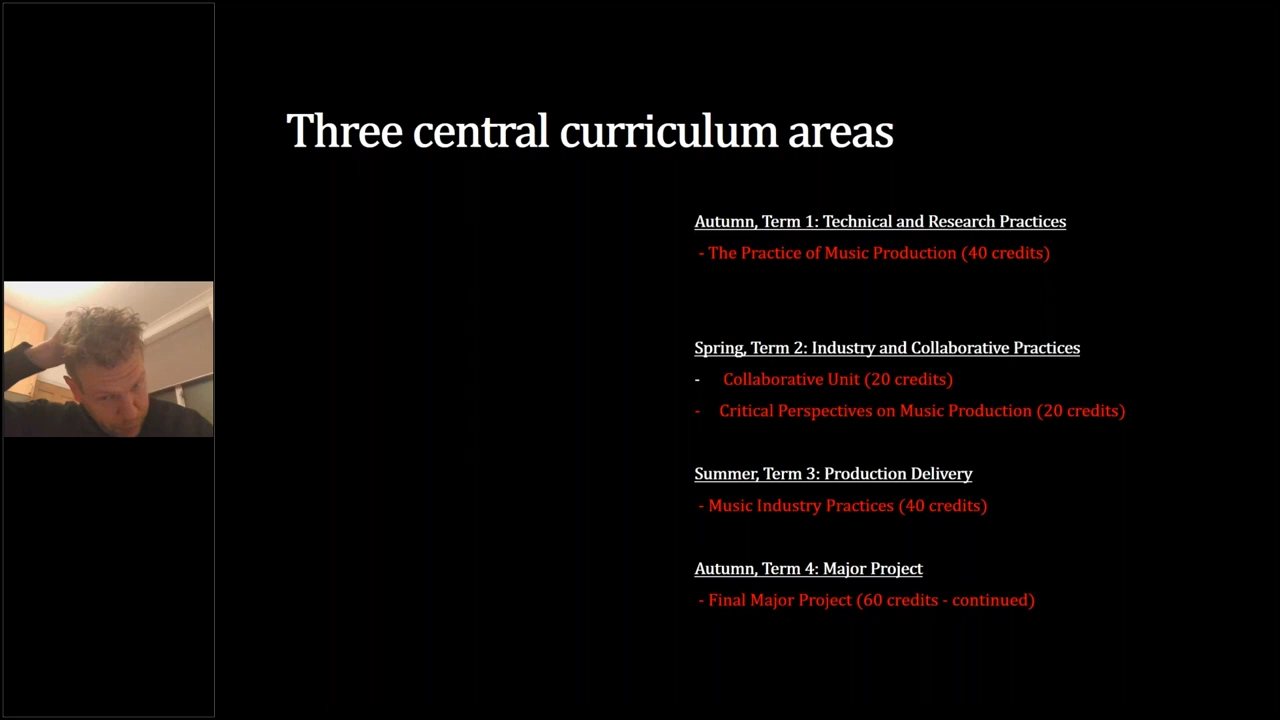 Three central curriculum areas
Autumn, Term 1: Technical and Research Practices
- The Practice of Music Production (40 credits)
Spring, Term 2: Industry and Collaborative Practices
- Collaborative Unit (20 credits)
- Critical Perspectives on Music Production (20 credits)
Summer, Term 3: Production Delivery
- Music Industry Practices (40 credits)
Autumn, Term 4: Major Project
- Final Major Project (60 credits - continued)